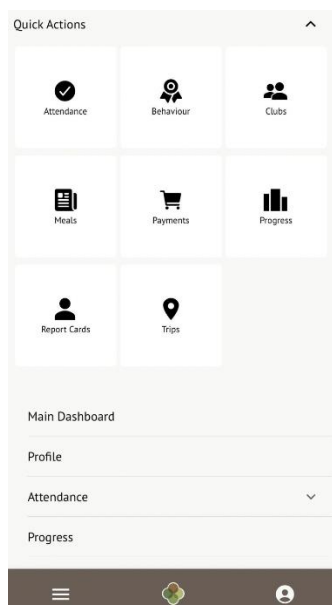 Quick Actions
Attendance
Behaviour
Clubs
Meals
Payments
Progress
Report Cards
Trips
Main Dashboard
Profile
Attendance
Progress